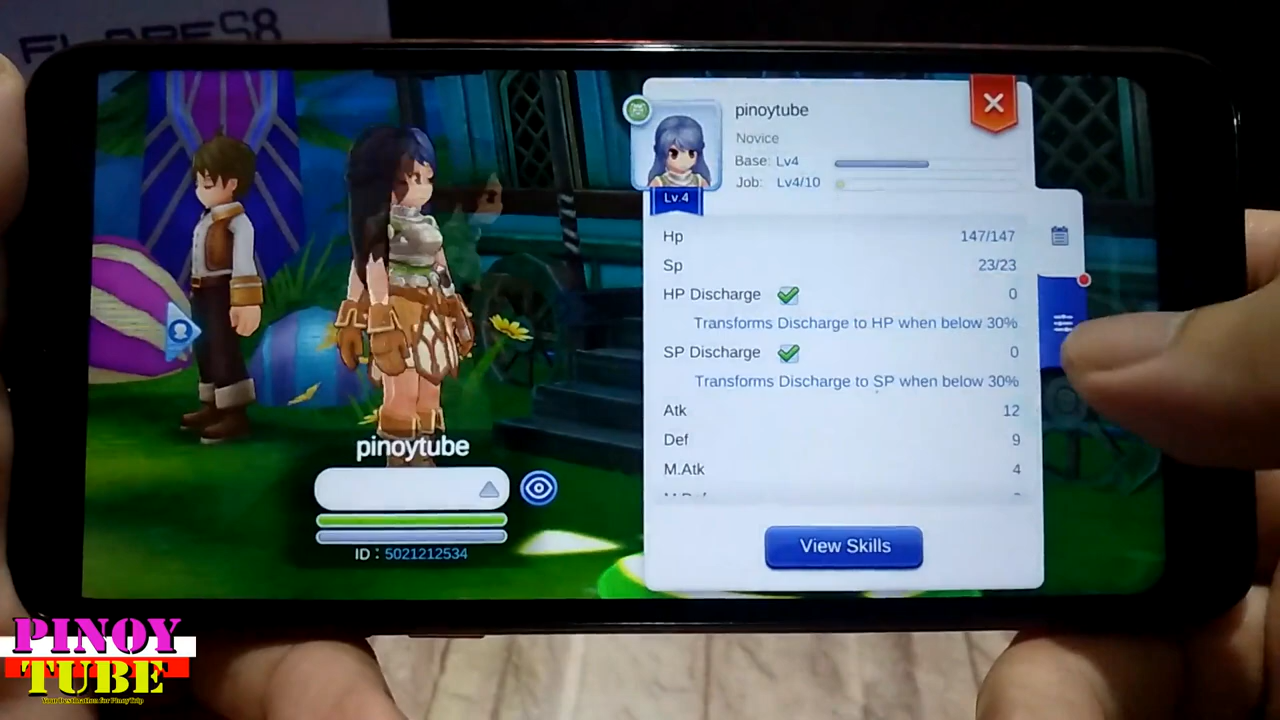 pinoytube
Novice
Base: Lv4
Job: Lv4/10
Lv.4
Hp 147/147
Sp 23/23
HP Discharge 0
Transforms Discharge to HP when below 30%
SP Discharge 0
Transforms Discharge to SP when below 30%
Atk 12
Def 9
M.Atk 4
View Skills
pinoytube
ID : 5021212534
PINOY
TUBE